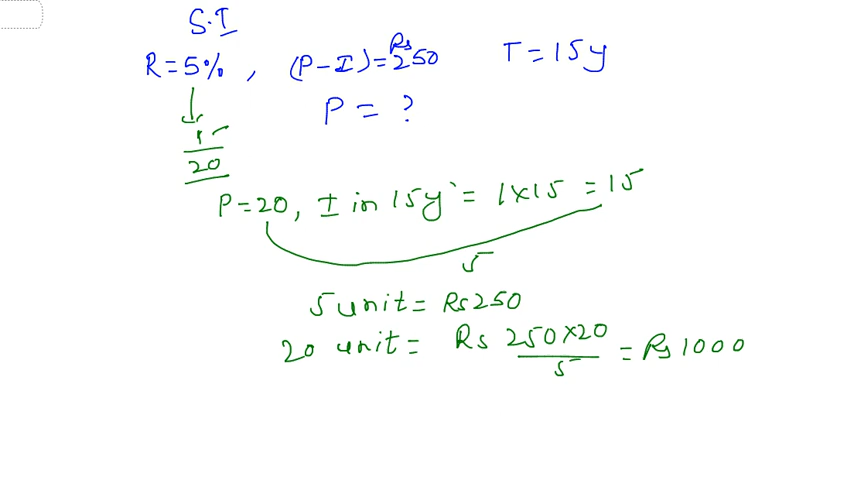 S.I
R = 5% , (P - I) = Rs 250 T = 15y
P = ?
1
20
P = 20, I in 15y = 1 × 15 = 15
5
5 unit = Rs 250
20 unit = Rs 250 × 20 / 5 = Rs 1000